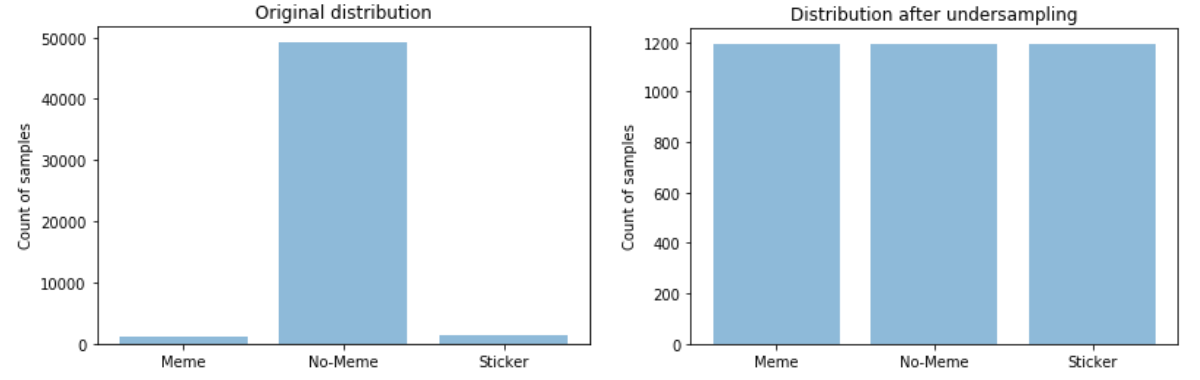 Original distribution
Count of samples
50000
40000
30000
20000
10000
0
Meme No-Meme Sticker
Distribution after undersampling
Count of samples
1200
1000
800
600
400
200
0
Meme No-Meme Sticker